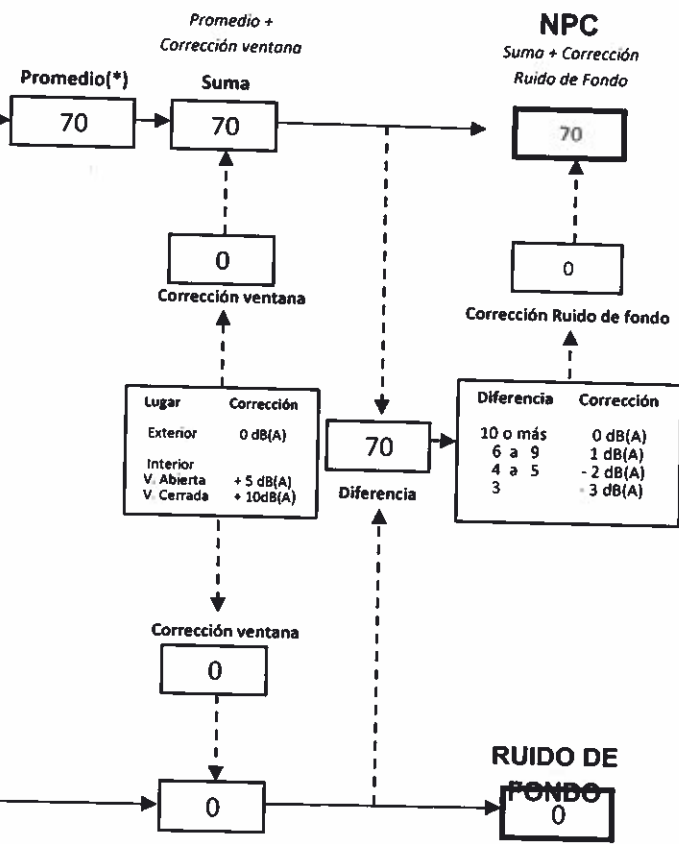 Promedio +
Corrección ventana
NPC
Suma + Corrección
Ruido de Fondo
Promedio(*)
Suma
70
70
70
0
Corrección ventana
0
Corrección Ruido de fondo
Lugar Corrección
Exterior 0 dB(A)
Interior
V. Abierta + 5 dB(A)
V. Cerrada + 10dB(A)
70
Diferencia
Diferencia Corrección
10 o más 0 dB(A)
6 a 9 1 dB(A)
4 a 5 - 2 dB(A)
3 - 3 dB(A)
Corrección ventana
0
0
RUIDO DE
FONDO
0